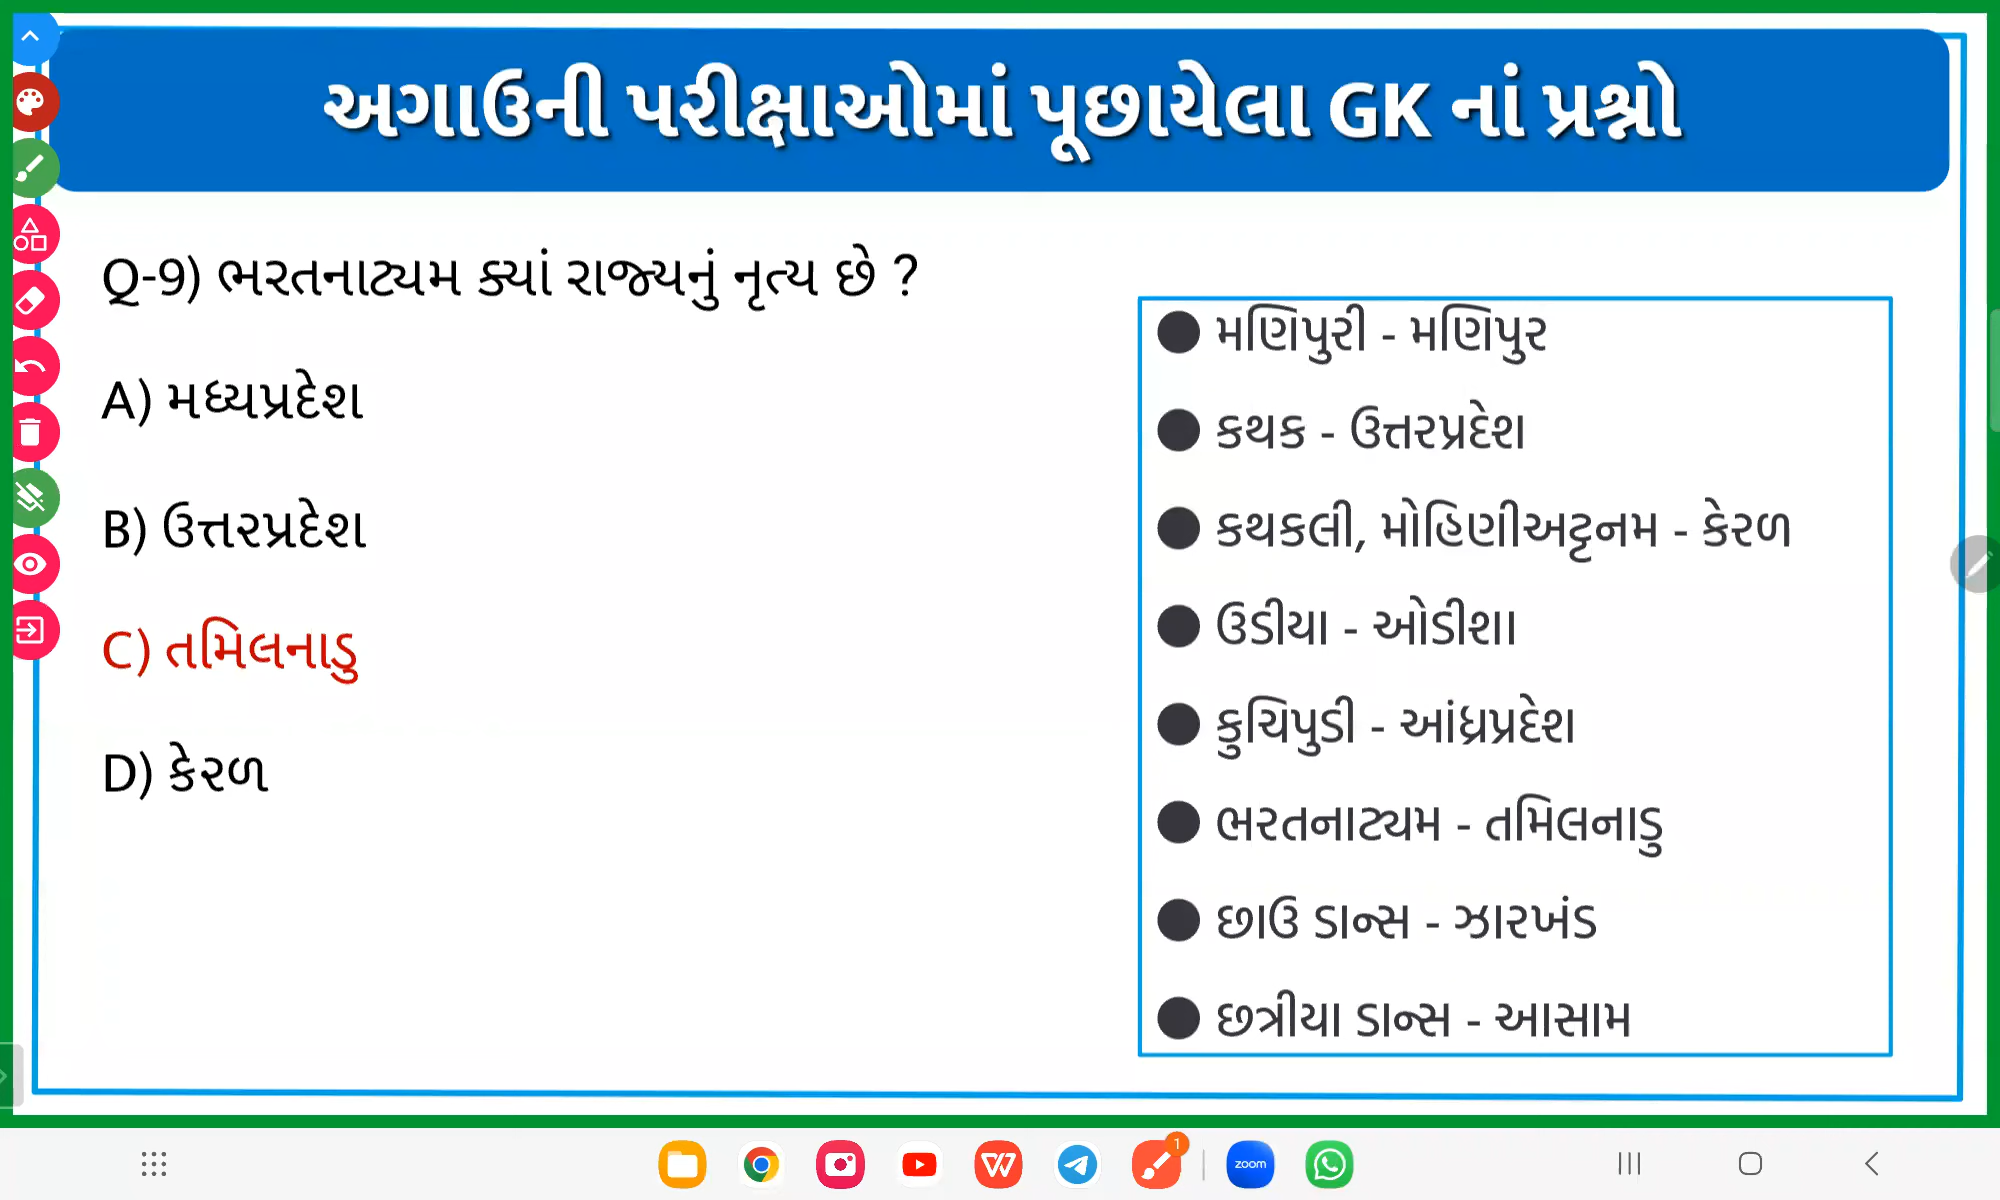 અગાઉની પરીક્ષાઓમાં પૂછાયેલા GK નાં પ્રશ્નો
Q-9) ભરતનાટ્યમ ક્યાં રાજ્યનું નૃત્ય છે ?
A) મધ્યપ્રદેશ
B) ઉત્તરપ્રદેશ
C) તમિલનાડુ
D) કેરળ
● મણિપુરી - મણિપુર
● કથક - ઉત્તરપ્રદેશ
● કથકલી, મોહિણીઅટ્ટનમ - કેરળ
● ઉડીયા - ઓડીશા
● કુચિપુડી - આંધ્રપ્રદેશ
● ભરતનાટ્યમ - તમિલનાડુ
● છાઉ ડાન્સ - ઝારખંડ
● છત્રીયા ડાન્સ - આસામ
1
zoom